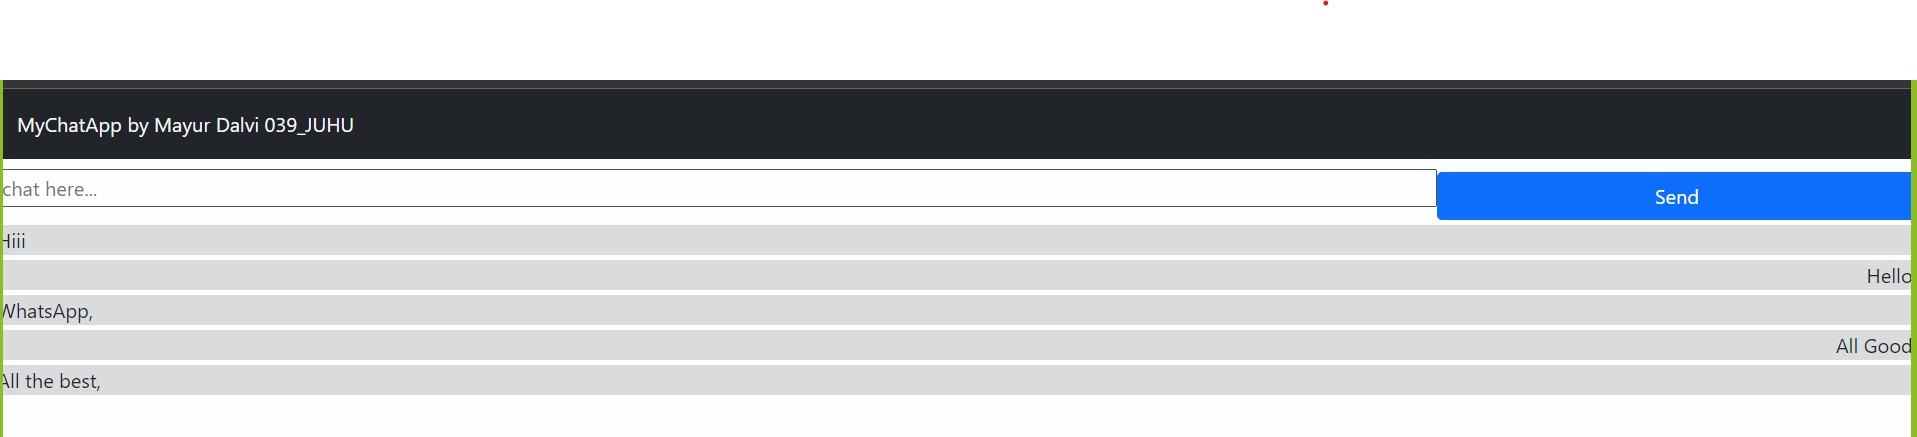 MyChatApp by Mayur Dalvi 039_JUHU
chat here...
Send
Hiii
Hello
WhatsApp,
All Good
All the best,